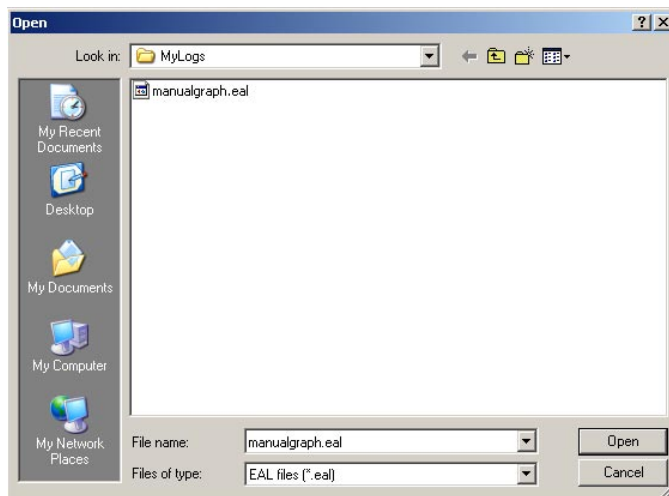 Open
Look in: MyLogs
manualgraph.eal
My Recent
Documents
Desktop
My Documents
My Computer
My Network
Places
File name: manualgraph.eal Open
Files of type: EAL files (*.eal) Cancel